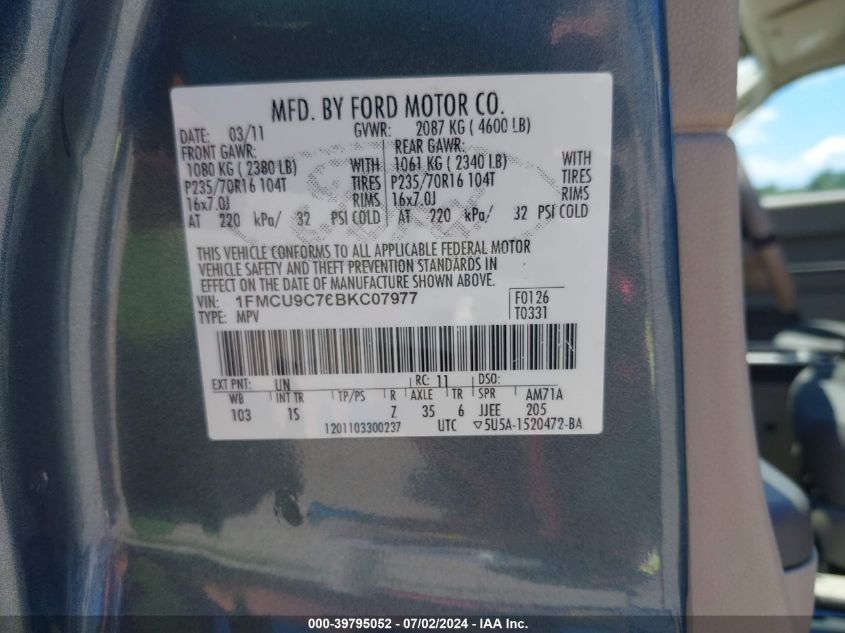 MFD. BY FORD MOTOR CO.
DATE: 03/11 GVWR: 2087 KG ( 4600 LB)
FRONT GAWR: REAR GAWR:
1080 KG ( 2380 LB) WITH 1061 KG ( 2340 LB) WITH
P235/70R16 104T TIRES P235/70R16 104T TIRES
16x7.0J RIMS 16x7.0J RIMS
AT 220 kPa/ 32 PSI COLD AT 220 kPa/ 32 PSI COLD
THIS VEHICLE CONFORMS TO ALL APPLICABLE FEDERAL MOTOR
VEHICLE SAFETY AND THEFT PREVENTION STANDARDS IN
EFFECT ON THE DATE OF MANUFACTURE SHOWN ABOVE.
VIN: 1FMCU9C76BKC07977 F0126
TYPE: MPV T0331
EXT PNT: UN RC: 11 DSO:
WB INT TR TP/PS R AXLE TR SPR AM71A
103 1S Z 35 6 JJEE 205
1201103300237 UTC ▽5U5A-1520472-BA
000-39795052 - 07/02/2024 - IAA Inc.